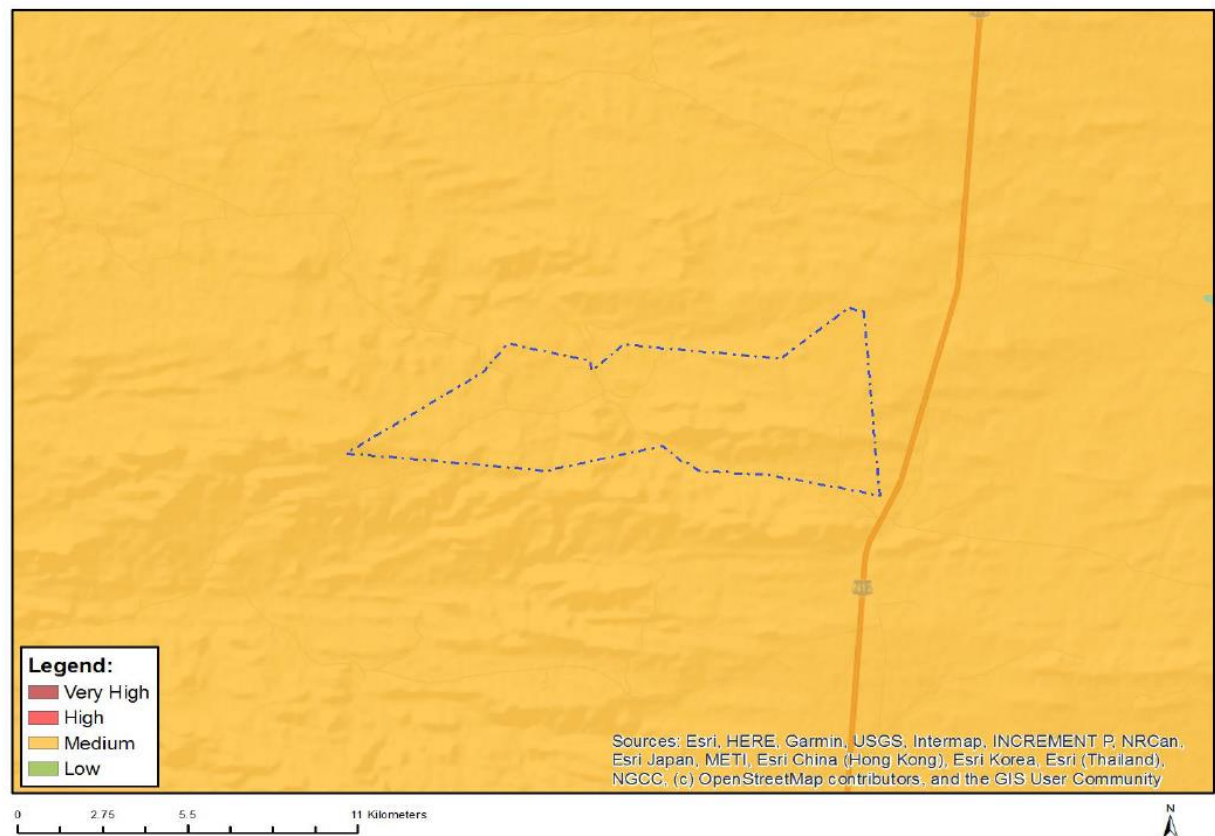 Legend:
Very High
High
Medium
Low
Sources: Esri, HERE, Garmin, USGS, Intermap, INCREMENT P, NRCan,
Esri Japan, METI, Esri China (Hong Kong), Esri Korea, Esri (Thailand),
NGCC, (c) OpenStreetMap contributors, and the GIS User Community
0 2.75 5.5 11 Kilometers
N